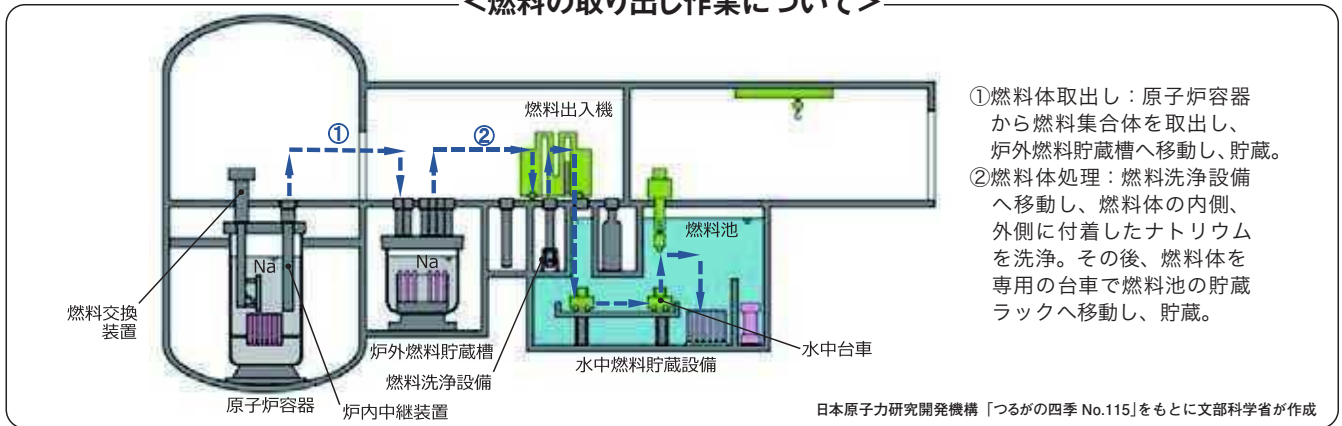 <燃料の取り出し作業について>
燃料出入機
①
②
燃料池
Na
Na
燃料交換
装置
炉外燃料貯蔵槽
水中燃料貯蔵設備
水中台車
燃料洗浄設備
原子炉容器
炉内中継装置
①燃料体取出し：原子炉容器
から燃料集合体を取出し、
炉外燃料貯蔵槽へ移動し、貯蔵。
②燃料体処理：燃料洗浄設備
へ移動し、燃料体の内側、
外側に付着したナトリウム
を洗浄。その後、燃料体を
専用の台車で燃料池の貯蔵
ラックへ移動し、貯蔵。
日本原子力研究開発機構「つるがの四季 No.115」をもとに文部科学省が作成